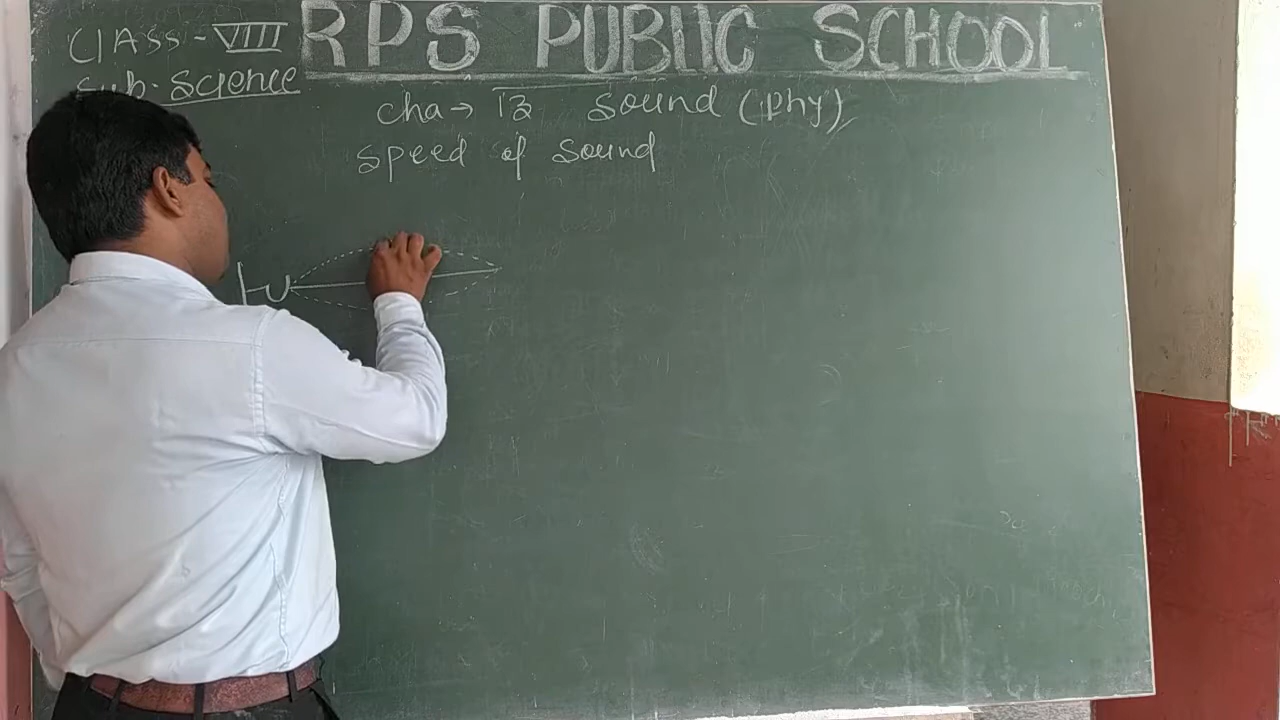 RPS PUBLIC SCHOOL
CLASS-VIII
Sub-Science
cha→ 13 Sound (Phy)
Speed of Sound